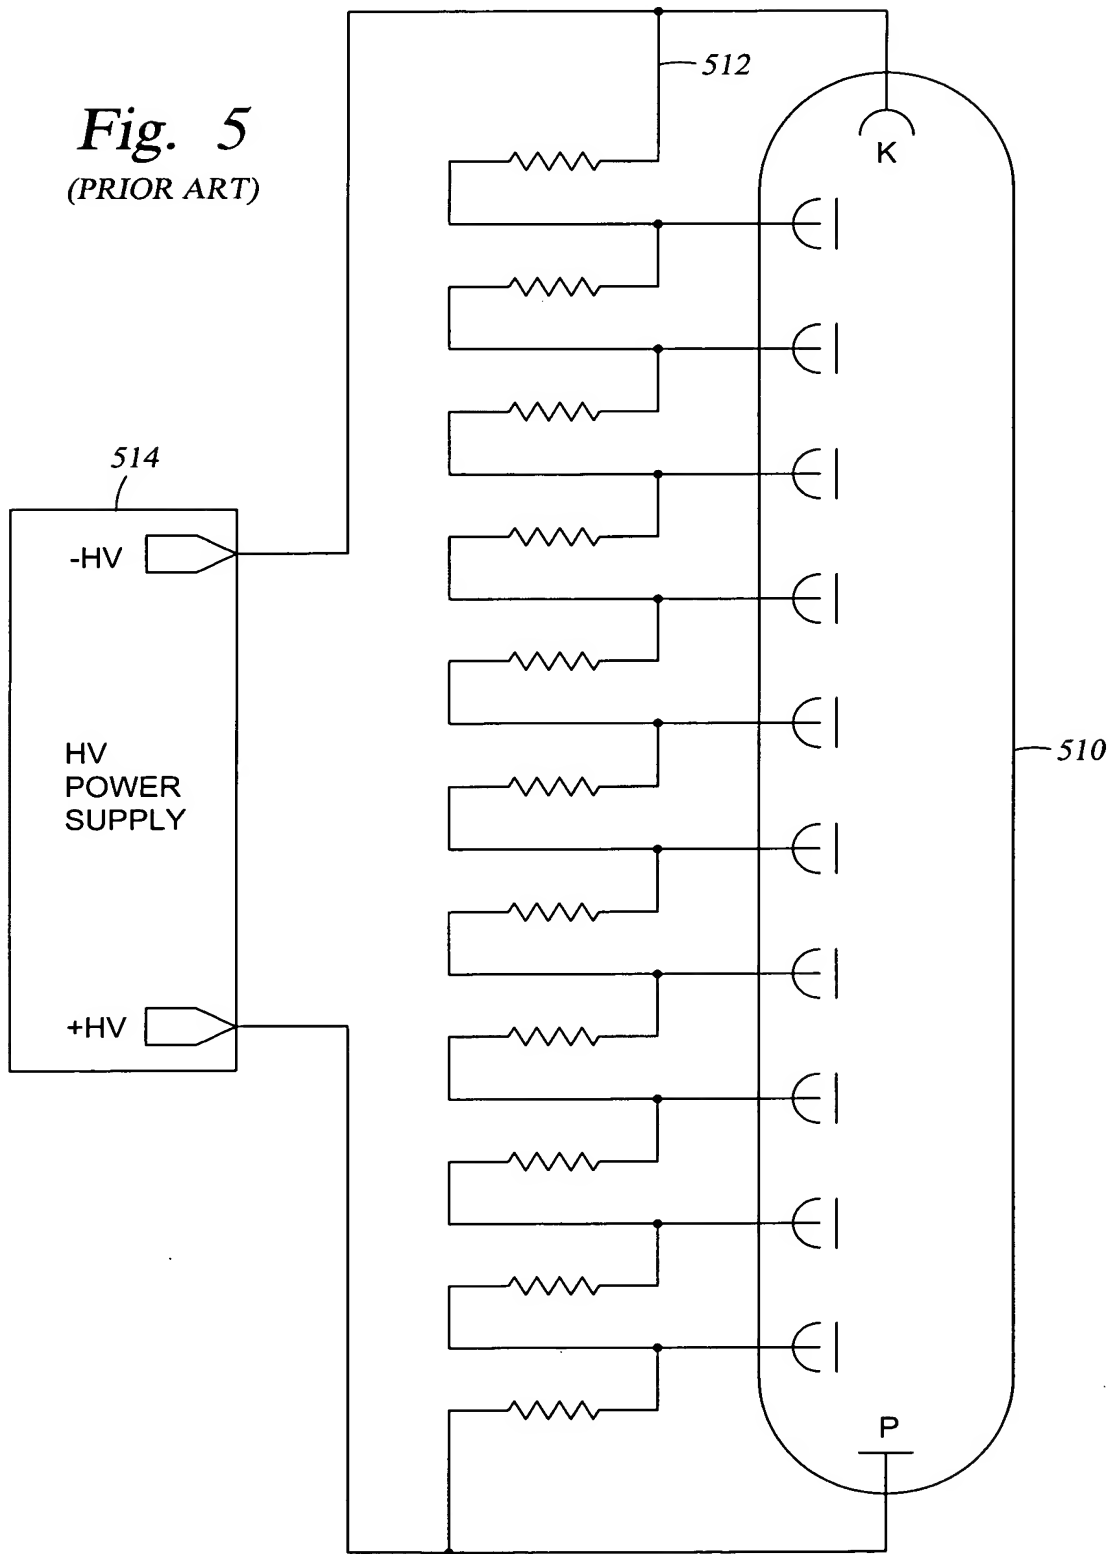 512
Fig. 5
(PRIOR ART)
K
514
-HV
HV
POWER
SUPPLY
510
+HV
P